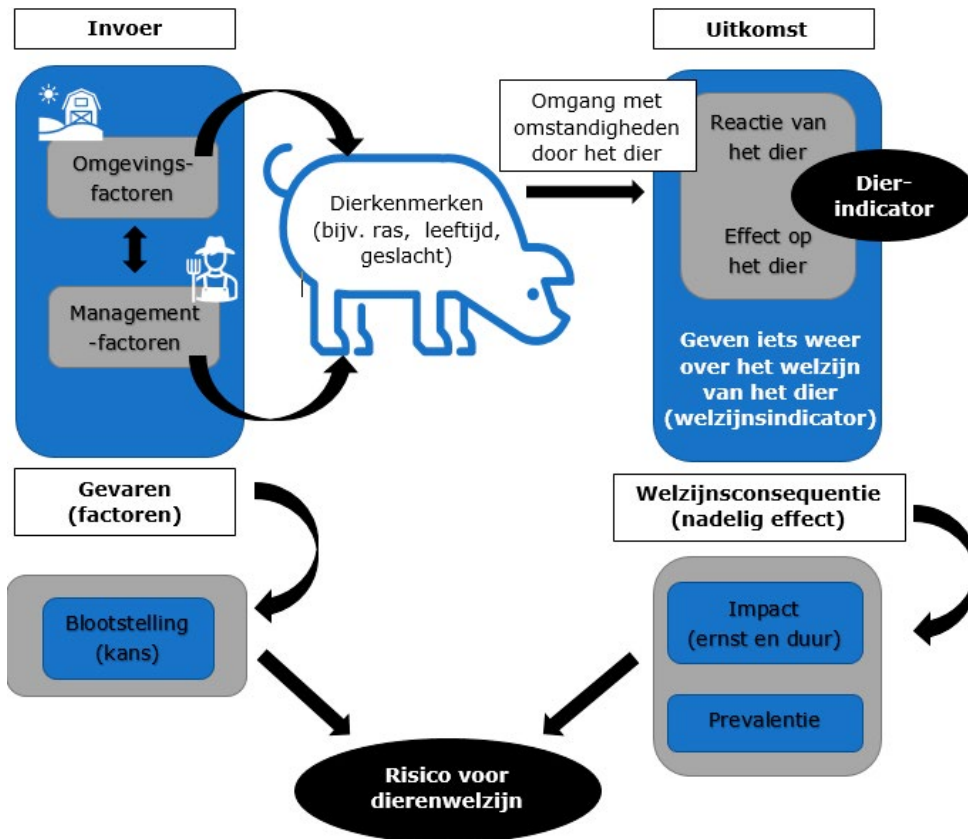 Invoer
Omgevings-
factoren
Management
-factoren
Dierkenmerken
(bijv. ras, leeftijd,
geslacht)
Omgang met
omstandigheden
door het dier
Uitkomst
Reactie van
het dier
Dier-
indicator
Effect op
het dier
Geven iets weer
over het welzijn
van het dier
(welzijnsindicator)
Gevaren
(factoren)
Blootstelling
(kans)
Welzijnsconsequentie
(nadelig effect)
Impact
(ernst en duur)
Prevalentie
Risico voor
dierenwelzijn